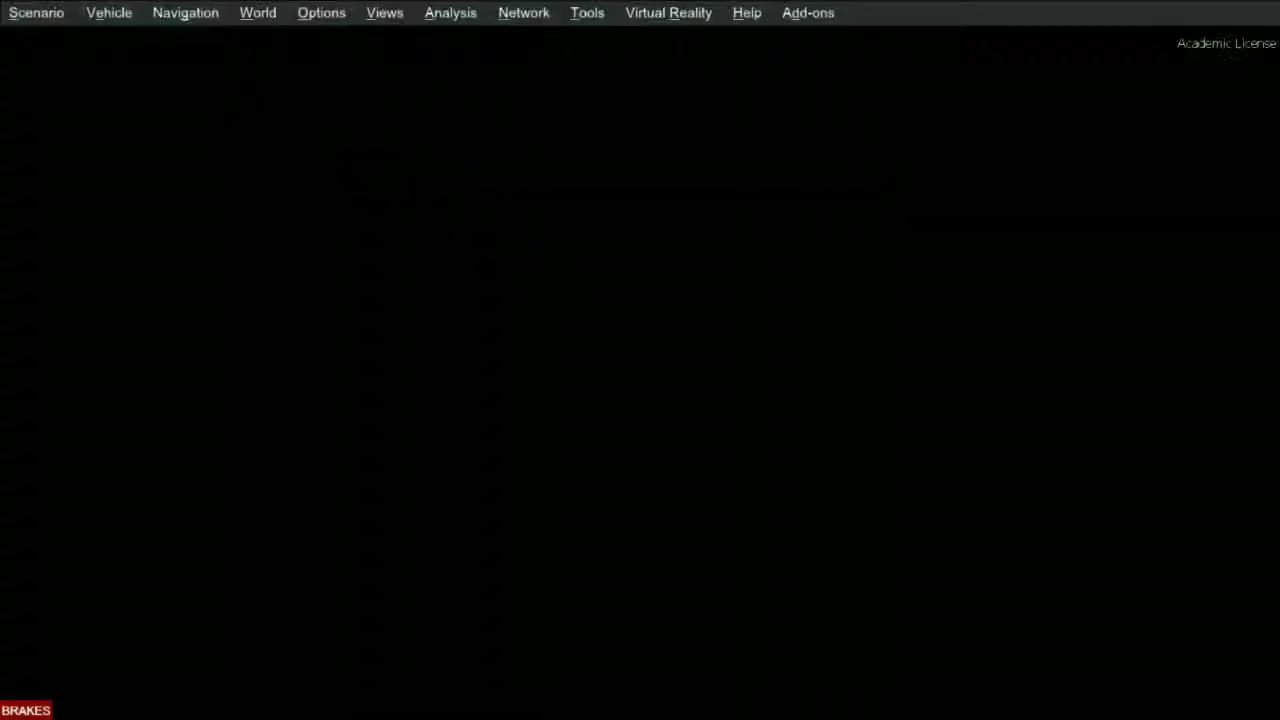 Scenario Vehicle Navigation World Options Views Analysis Network Tools Virtual Reality Help Add-ons
Academic License
BRAKES